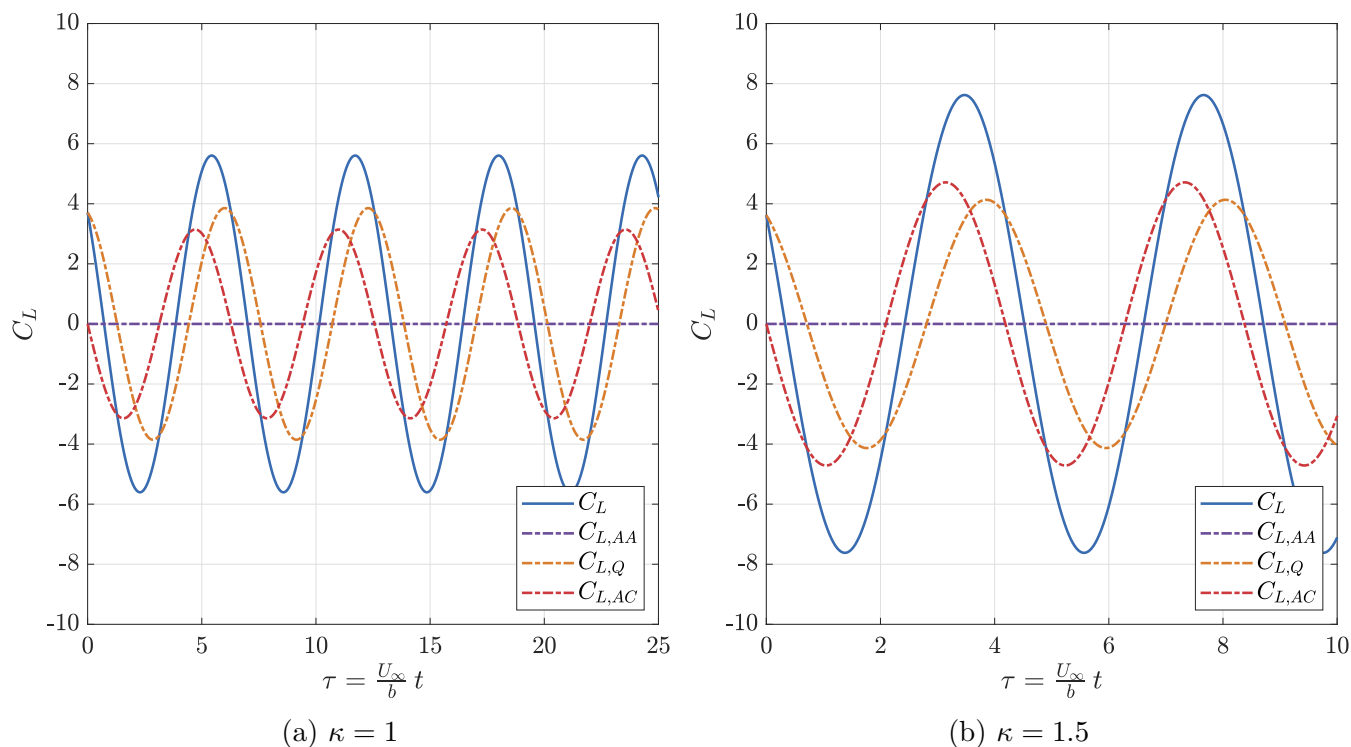 10
8
6
4
2
0
-2
-4
-6
-8
-10
C_L
0 5 10 15 20 25
τ = U_∞/b t
C_L
C_{L,AA}
C_{L,Q}
C_{L,AC}
(a) κ = 1
10
8
6
4
2
0
-2
-4
-6
-8
-10
C_L
0 2 4 6 8 10
τ = U_∞/b t
C_L
C_{L,AA}
C_{L,Q}
C_{L,AC}
(b) κ = 1.5